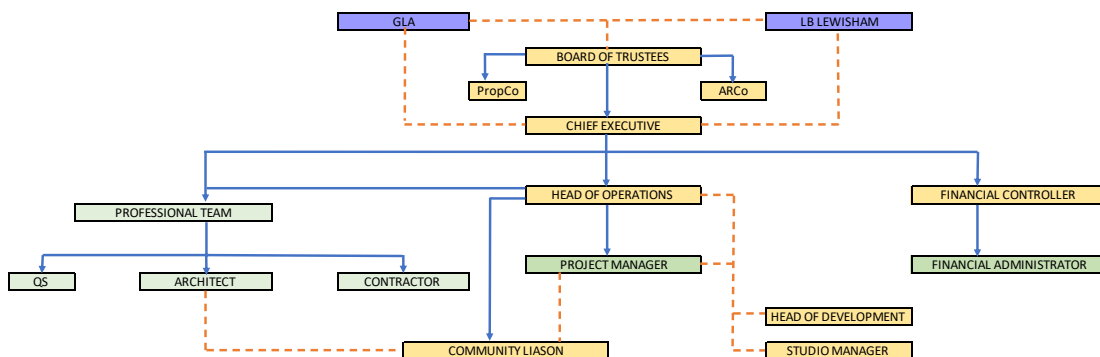 GLA
LB LEWISHAM
BOARD OF TRUSTEES
PropCo
ARCo
CHIEF EXECUTIVE
HEAD OF OPERATIONS
FINANCIAL CONTROLLER
PROFESSIONAL TEAM
PROJECT MANAGER
FINANCIAL ADMINISTRATOR
QS
ARCHITECT
CONTRACTOR
HEAD OF DEVELOPMENT
COMMUNITY LIASON
STUDIO MANAGER